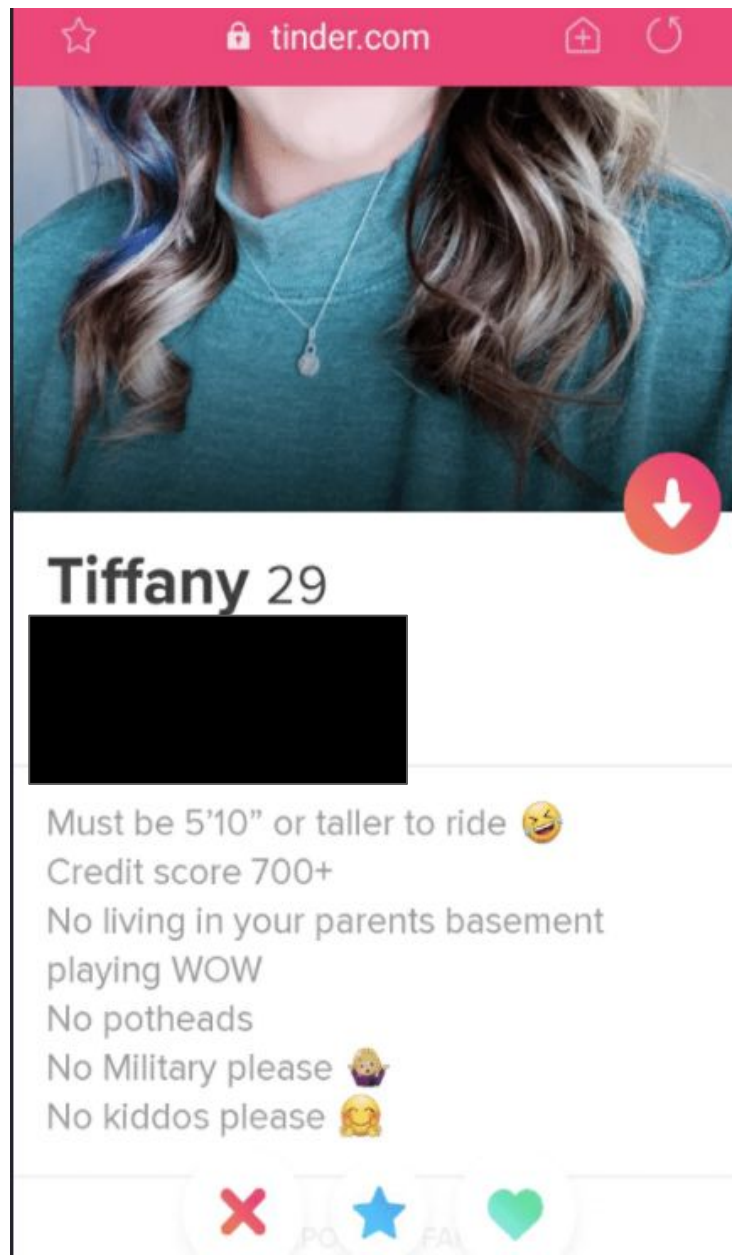 tinder.com
Tiffany 29
Must be 5’10” or taller to ride 😆
Credit score 700+
No living in your parents basement
playing WOW
No potheads
No Military please 🤷🏼‍♀️
No kiddos please 🤗